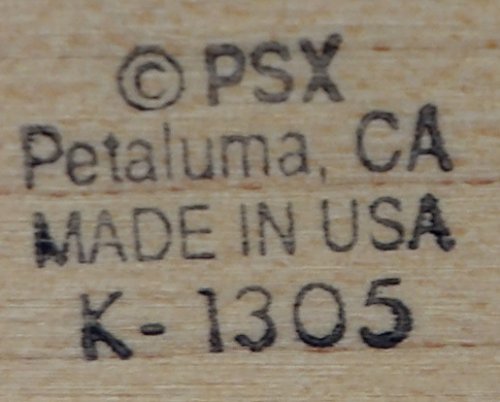 © PSX
Petaluma, CA
MADE IN USA
K-1305